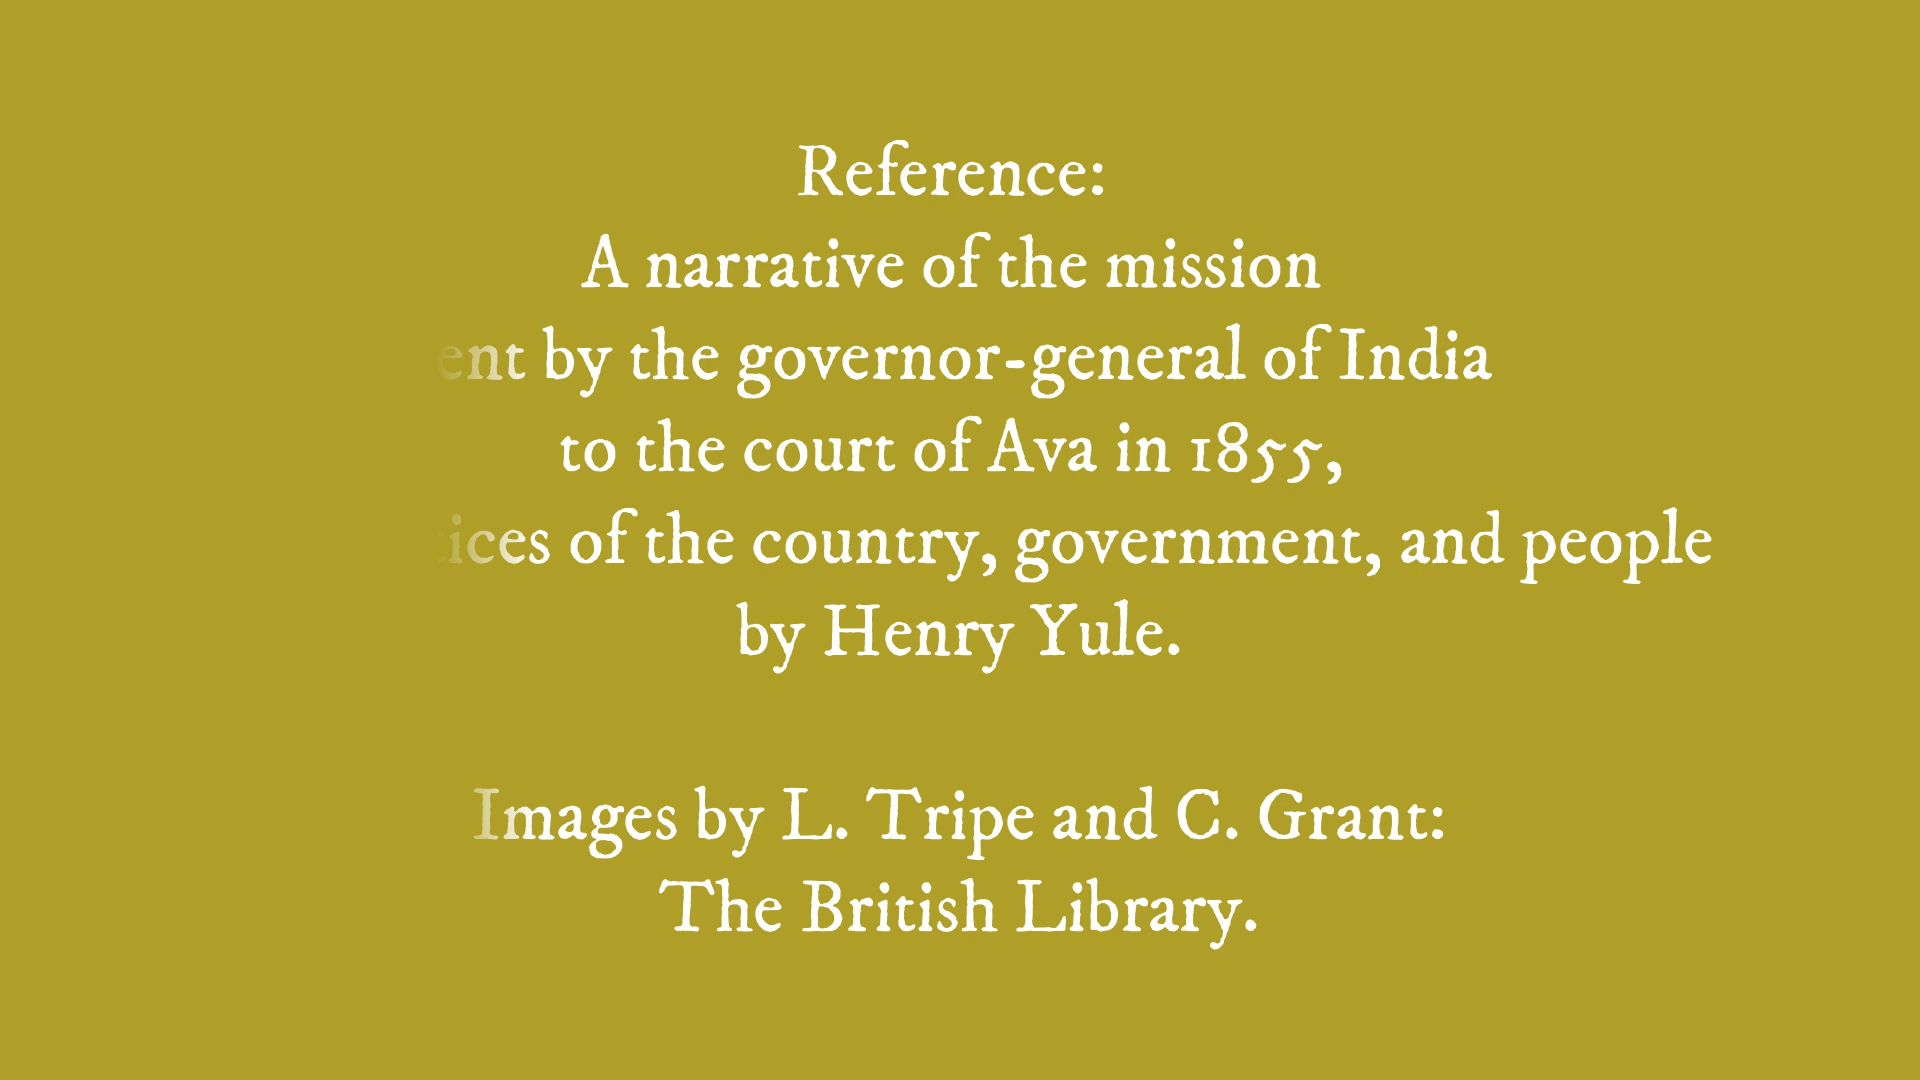 Reference:
A narrative of the mission
ent by the governor-general of India
to the court of Ava in 1855,
ices of the country, government, and people
by Henry Yule.
Images by L. Tripe and C. Grant:
The British Library.